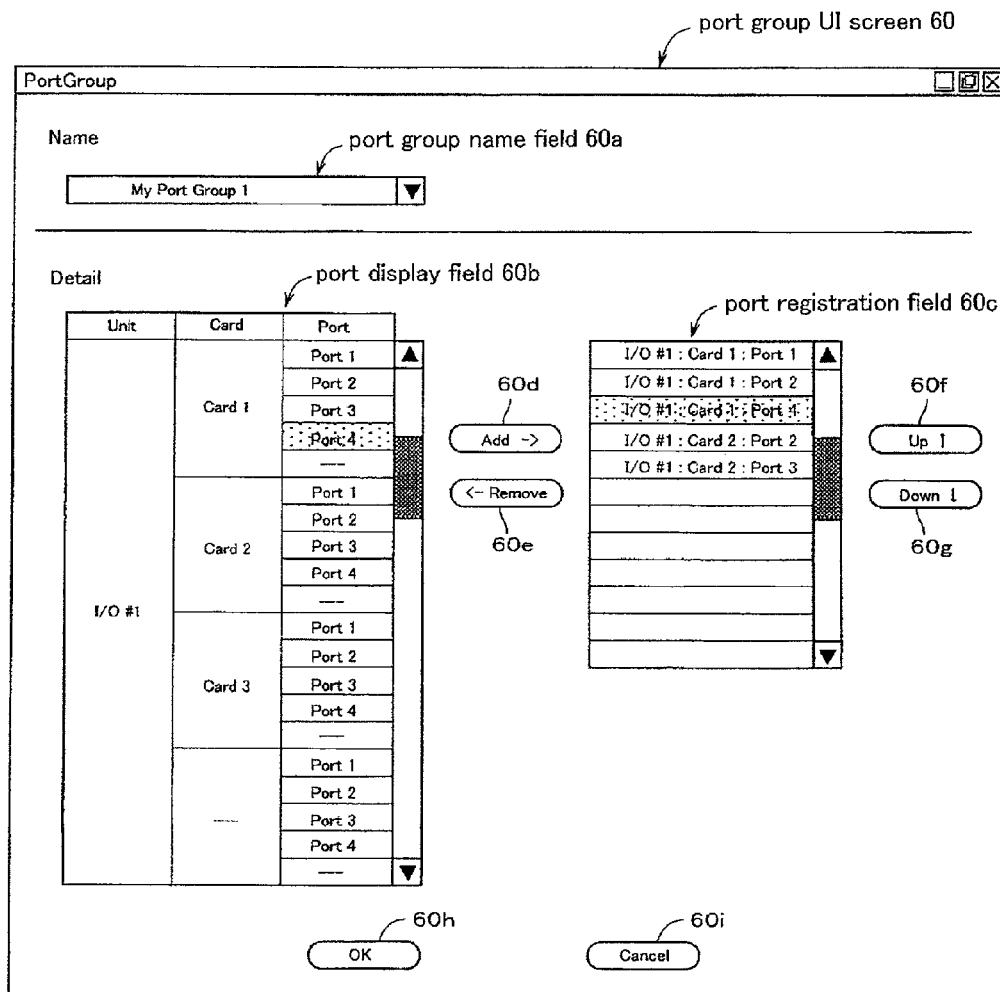 port group UI screen 60
PortGroup
Name
port group name field 60a
My Port Group 1
Detail
port display field 60b
port registration field 60c
Unit Card Port
I/O #1
Card 1
Port 1
Port 2
Port 3
Port 4
----
Card 2
Port 1
Port 2
Port 3
Port 4
----
Card 3
Port 1
Port 2
Port 3
Port 4
----
----
Port 1
Port 2
Port 3
Port 4
----
60d
Add ->
<- Remove
60e
I/O #1 : Card 1 : Port 1
I/O #1 : Card 1 : Port 2
I/O #1 : Card 1 : Port 4
I/O #1 : Card 2 : Port 2
I/O #1 : Card 2 : Port 3
60f
Up ↑
Down ↓
60g
60h
OK
60i
Cancel